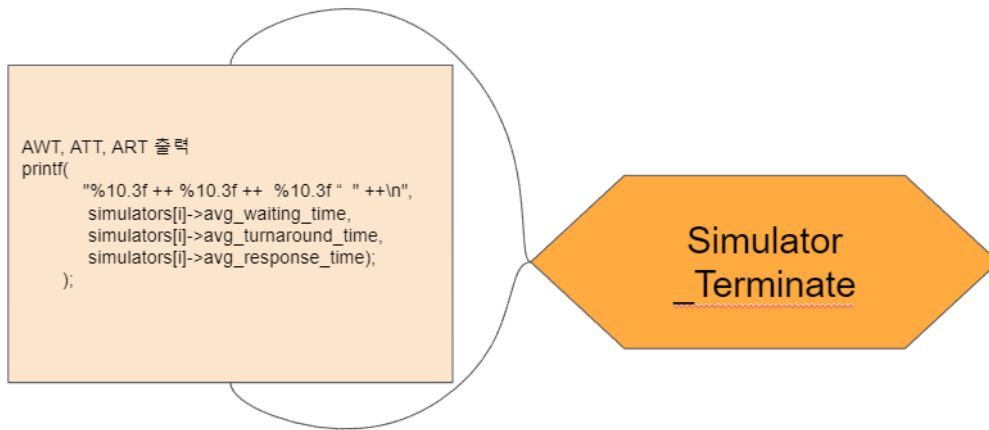 AWT, ATT, ART 출력
printf(
"%10.3f ++ %10.3f ++  %10.3f “  " ++\n",
simulators[i]->avg_waiting_time,
simulators[i]->avg_turnaround_time,
simulators[i]->avg_response_time);
);
Simulator
_Terminate